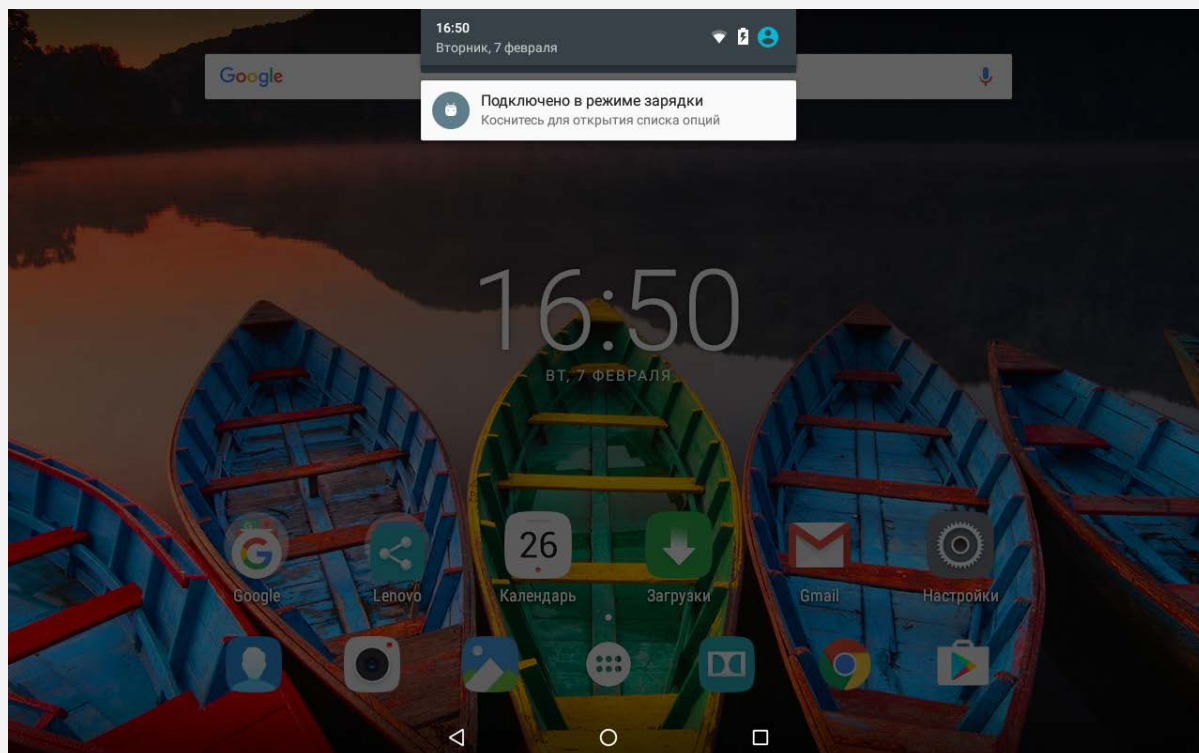 16:50
Вторник, 7 февраля
Google
Подключено в режиме зарядки
Коснитесь для открытия списка опций
16:50
ВТ, 7 ФЕВРАЛЯ
26
Google
Lenovo
Календарь
Загрузки
Gmail
Настройки